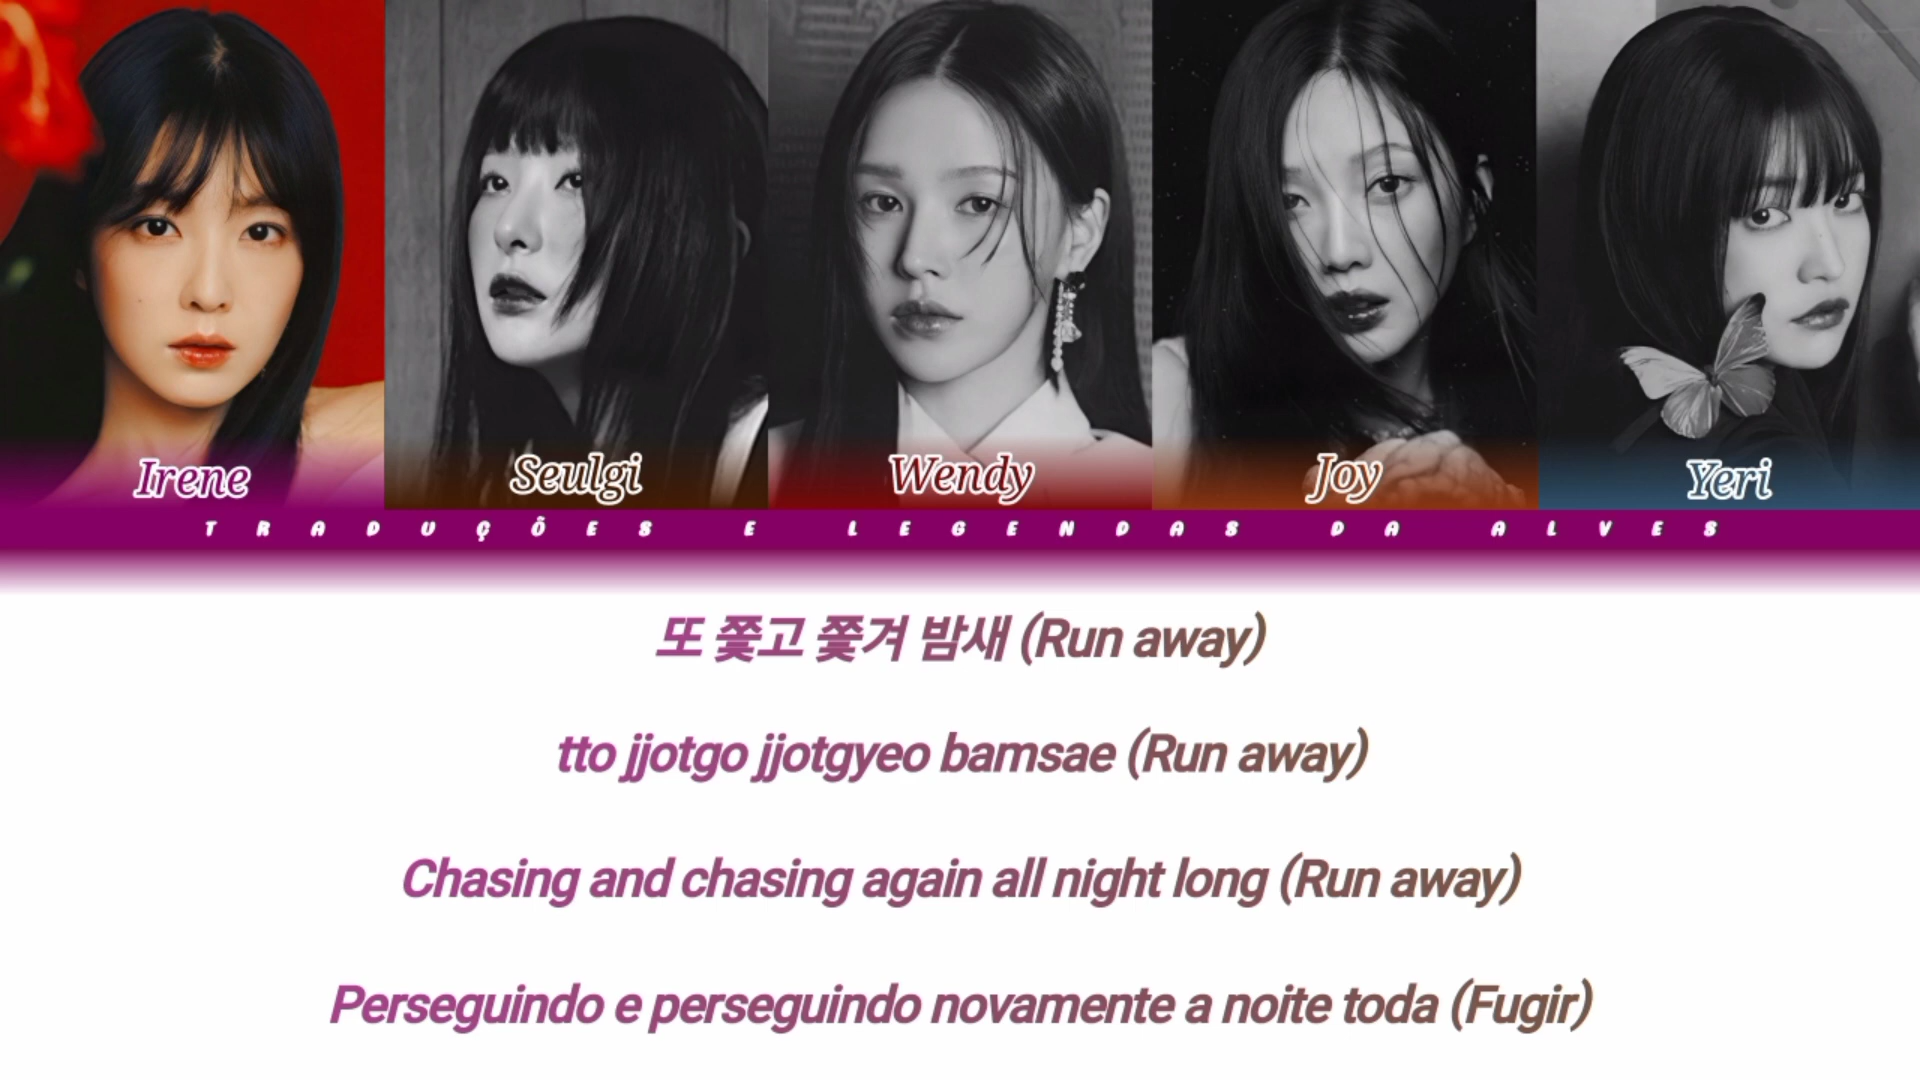 Irene
Seulgi
Wendy
Joy
Yeri
TRADUÇÕES E LEGENDAS DA ALVES
또 쫓고 쫓겨 밤새 (Run away)
tto jjotgo jjotgyeo bamsae (Run away)
Chasing and chasing again all night long (Run away)
Perseguindo e perseguindo novamente a noite toda (Fugir)